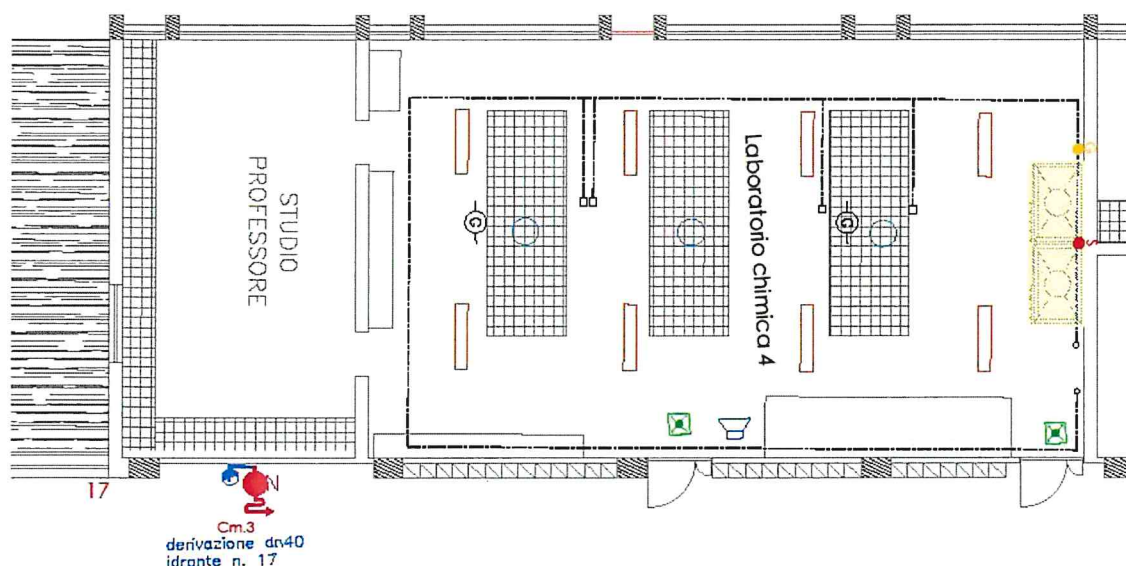 STUDIO
PROFESSORE
Laboratorio chimica 4
G
G
G
S
17
N
Cm.3
derivazione dn40
idrante n. 17